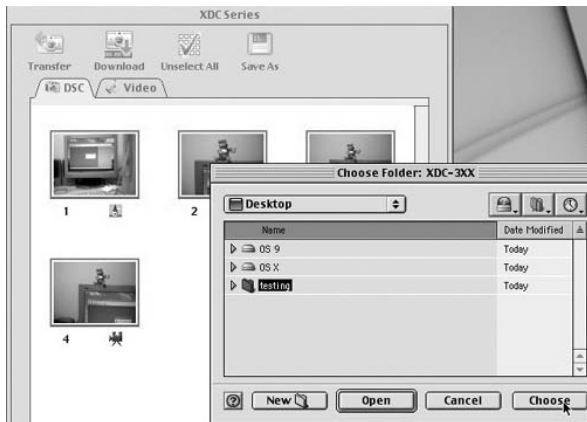 XDC Series
Transfer Download Unselect All Save As
DSC Video
1 2
4
Choose Folder: XDC-3XX
Desktop
Name Date Modified
OS 9 Today
OS X Today
testing Today
? New Open Cancel Choose